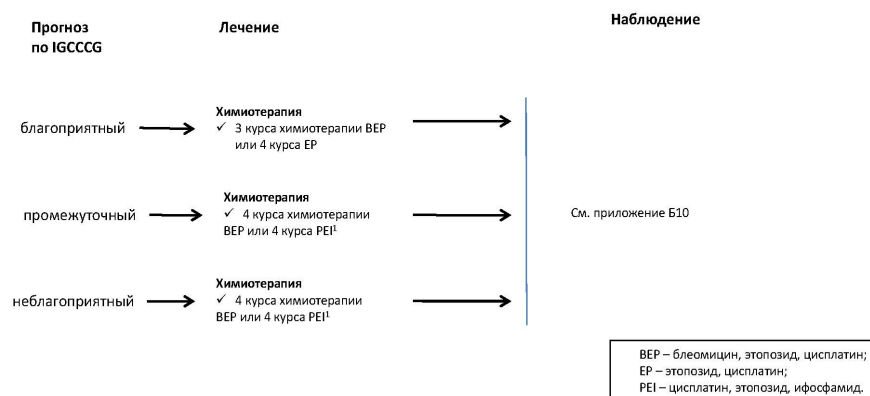 Прогноз
по IGCCCG
Лечение
Наблюдение
благоприятный
Химиотерапия
✓ 3 курса химиотерапии BEP
или 4 курса EP
промежуточный
Химиотерапия
✓ 4 курса химиотерапии
BEP или 4 курса PEI¹
См. приложение Б10
неблагоприятный
Химиотерапия
✓ 4 курса химиотерапии
BEP или 4 курса PEI¹
BEP – блеомицин, этопозид, цисплатин;
EP – этопозид, цисплатин;
PEI – цисплатин, этопозид, ифосфамид.